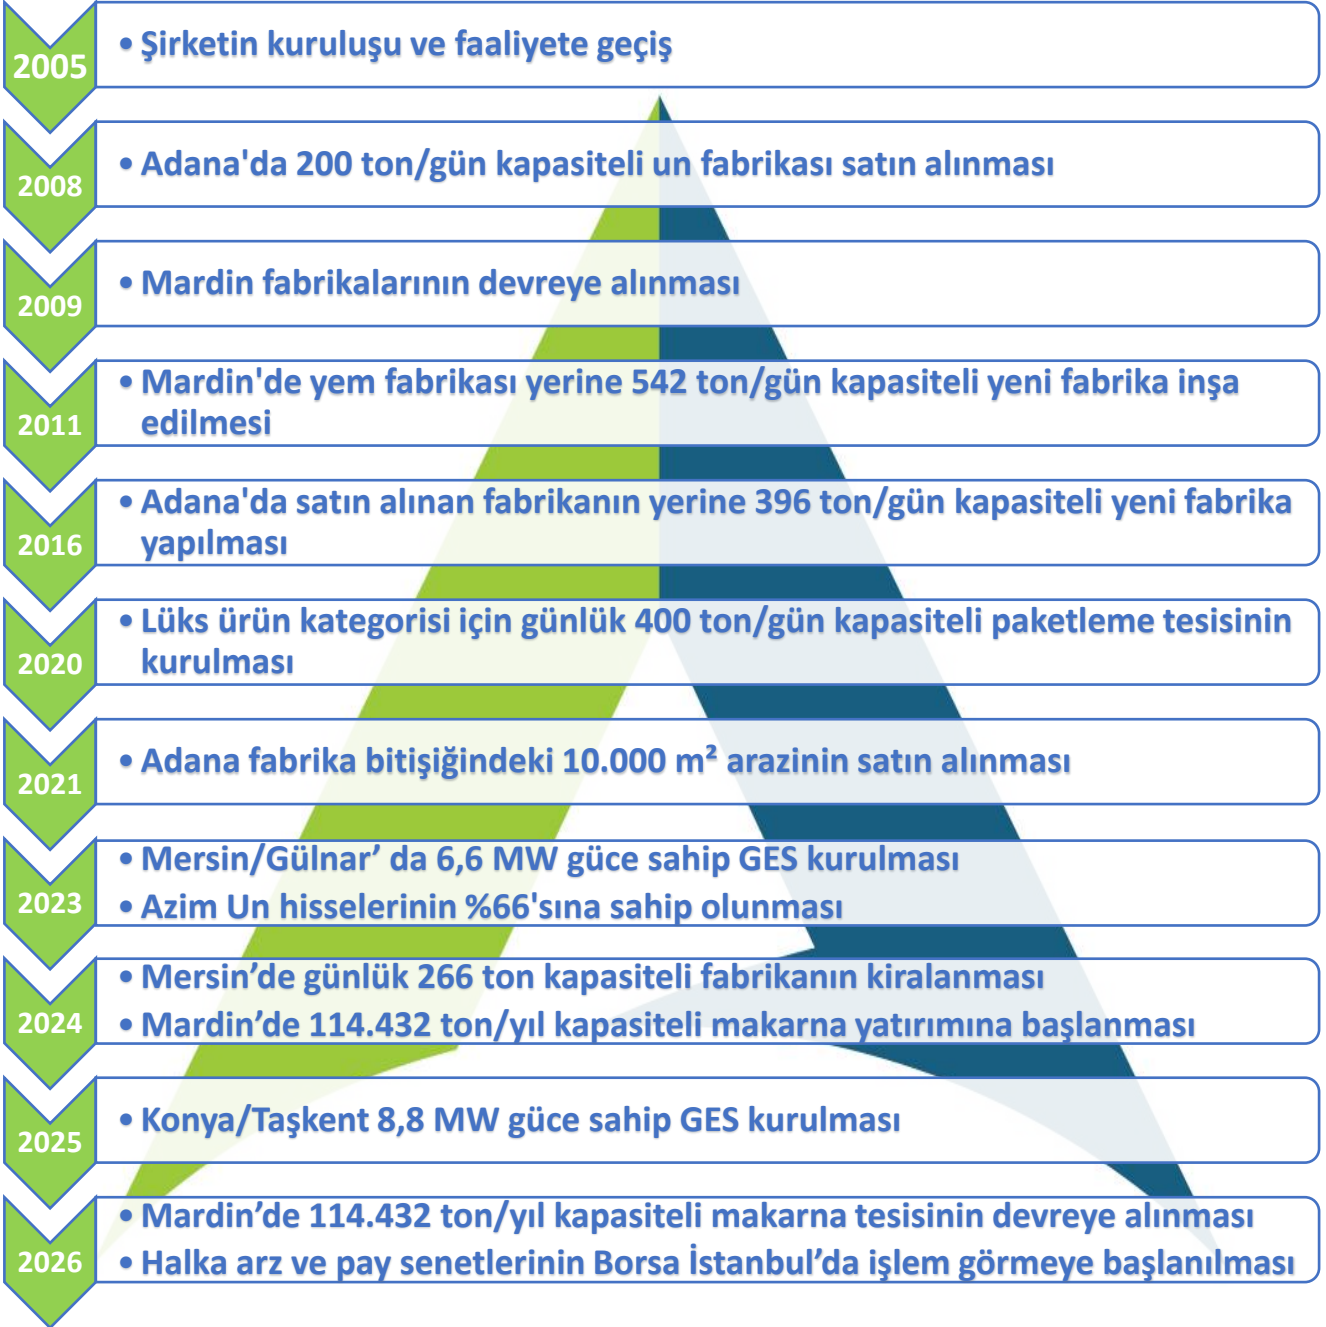 2005
• Şirketin kuruluşu ve faaliyete geçiş
2008
• Adana'da 200 ton/gün kapasiteli un fabrikası satın alınması
2009
• Mardin fabrikalarının devreye alınması
2011
• Mardin'de yem fabrikası yerine 542 ton/gün kapasiteli yeni fabrika inşa
edilmesi
2016
• Adana'da satın alınan fabrikanın yerine 396 ton/gün kapasiteli yeni fabrika
yapılması
2020
• Lüks ürün kategorisi için günlük 400 ton/gün kapasiteli paketleme tesisinin
kurulması
2021
• Adana fabrika bitişiğindeki 10.000 m² arazinin satın alınması
2023
• Mersin/Gülnar’ da 6,6 MW güce sahip GES kurulması
• Azim Un hisselerinin %66'sına sahip olunması
2024
• Mersin’de günlük 266 ton kapasiteli fabrikanın kiralanması
• Mardin’de 114.432 ton/yıl kapasiteli makarna yatırımına başlanması
2025
• Konya/Taşkent 8,8 MW güce sahip GES kurulması
2026
• Mardin’de 114.432 ton/yıl kapasiteli makarna tesisinin devreye alınması
• Halka arz ve pay senetlerinin Borsa İstanbul’da işlem görmeye başlanılması